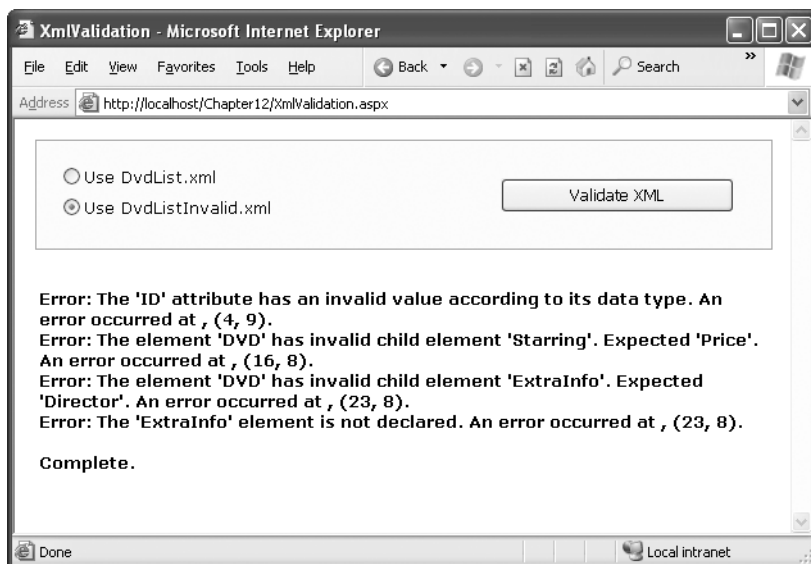 XmlValidation - Microsoft Internet Explorer
File Edit View Favorites Tools Help Back Search »
Address http://localhost/Chapter12/XmlValidation.aspx
Use DvdList.xml
Use DvdListInvalid.xml
Validate XML
Error: The 'ID' attribute has an invalid value according to its data type. An
error occurred at , (4, 9).
Error: The element 'DVD' has invalid child element 'Starring'. Expected 'Price'.
An error occurred at , (16, 8).
Error: The element 'DVD' has invalid child element 'ExtraInfo'. Expected
'Director'. An error occurred at , (23, 8).
Error: The 'ExtraInfo' element is not declared. An error occurred at , (23, 8).
Complete.
Done Local intranet